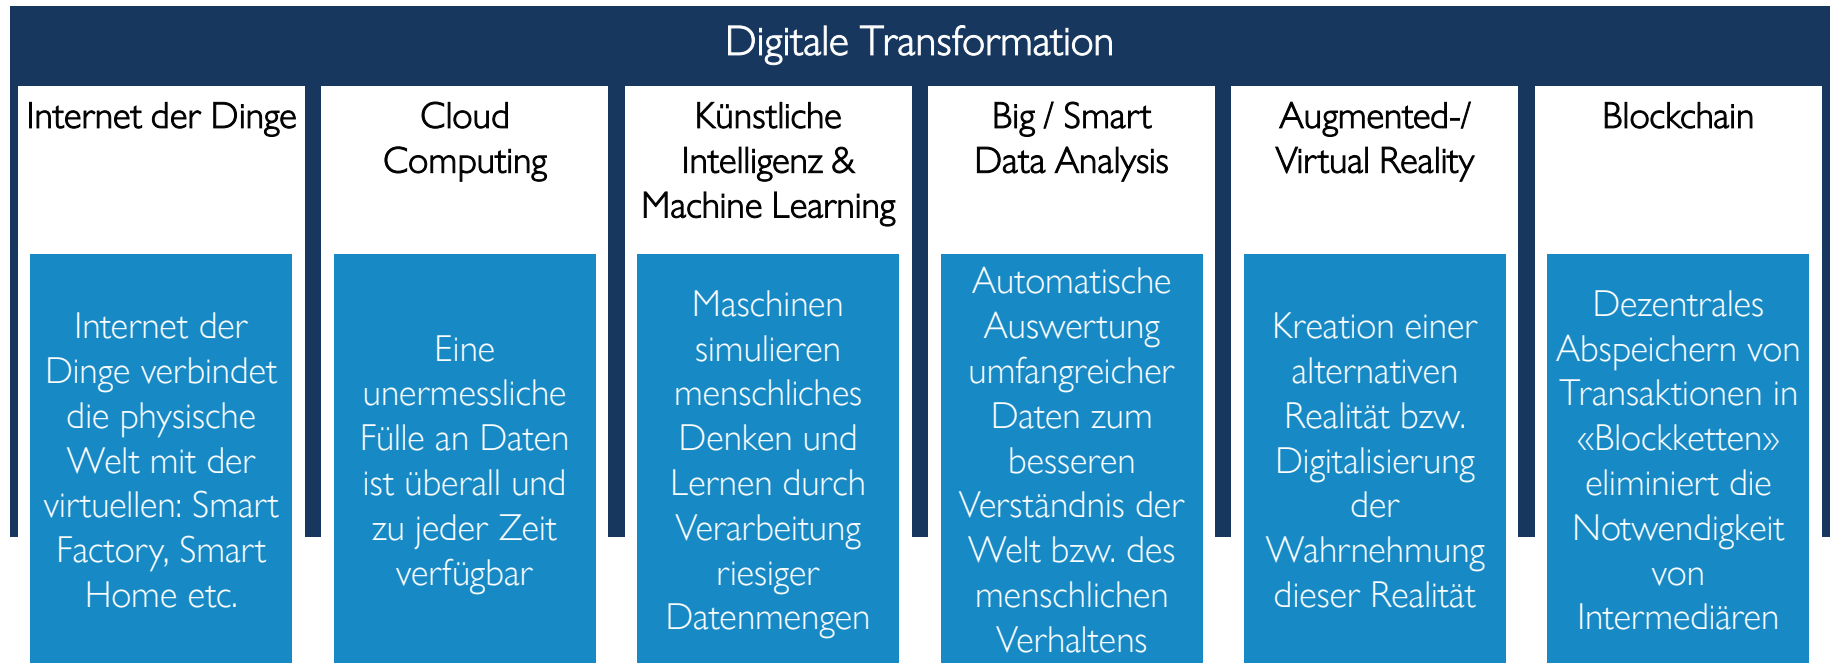 Digitale Transformation
Internet der Dinge
Internet der
Dinge verbindet
die physische
Welt mit der
virtuellen: Smart
Factory, Smart
Home etc.
Cloud
Computing
Eine
unermessliche
Fülle an Daten
ist überall und
zu jeder Zeit
verfügbar
Künstliche
Intelligenz &
Machine Learning
Maschinen
simulieren
menschliches
Denken und
Lernen durch
Verarbeitung
riesiger
Datenmengen
Big / Smart
Data Analysis
Automatische
Auswertung
umfangreicher
Daten zum
besseren
Verständnis der
Welt bzw. des
menschlichen
Verhaltens
Augmented-/
Virtual Reality
Kreation einer
alternativen
Realität bzw.
Digitalisierung
der
Wahrnehmung
dieser Realität
Blockchain
Dezentrales
Abspeichern von
Transaktionen in
«Blockketten»
eliminiert die
Notwendigkeit
von
Intermediären